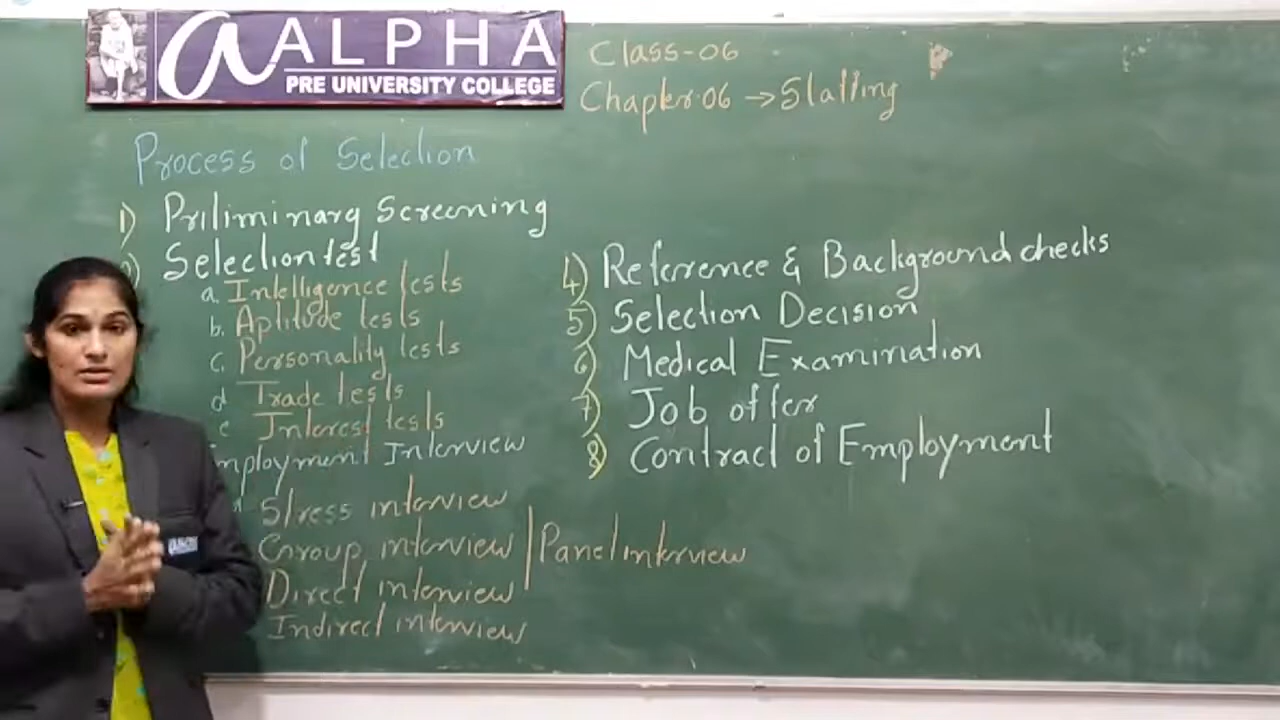 ALPHA
PRE UNIVERSITY COLLEGE
Class-06
Chapter.06 → Staffing
Process of Selection
1) Priliminary Screening
2) Selection test
a. Intelligence tests
b. Aptitude tests
c. Personality tests
d Trade tests
e Interest tests
mployment Interview
Stress interview
Group interview | Panel interview
Direct interview
Indirect interview
4) Reference & Background checks
5) Selection Decision
6) Medical Examination
7) Job offer
8) Contract of Employment